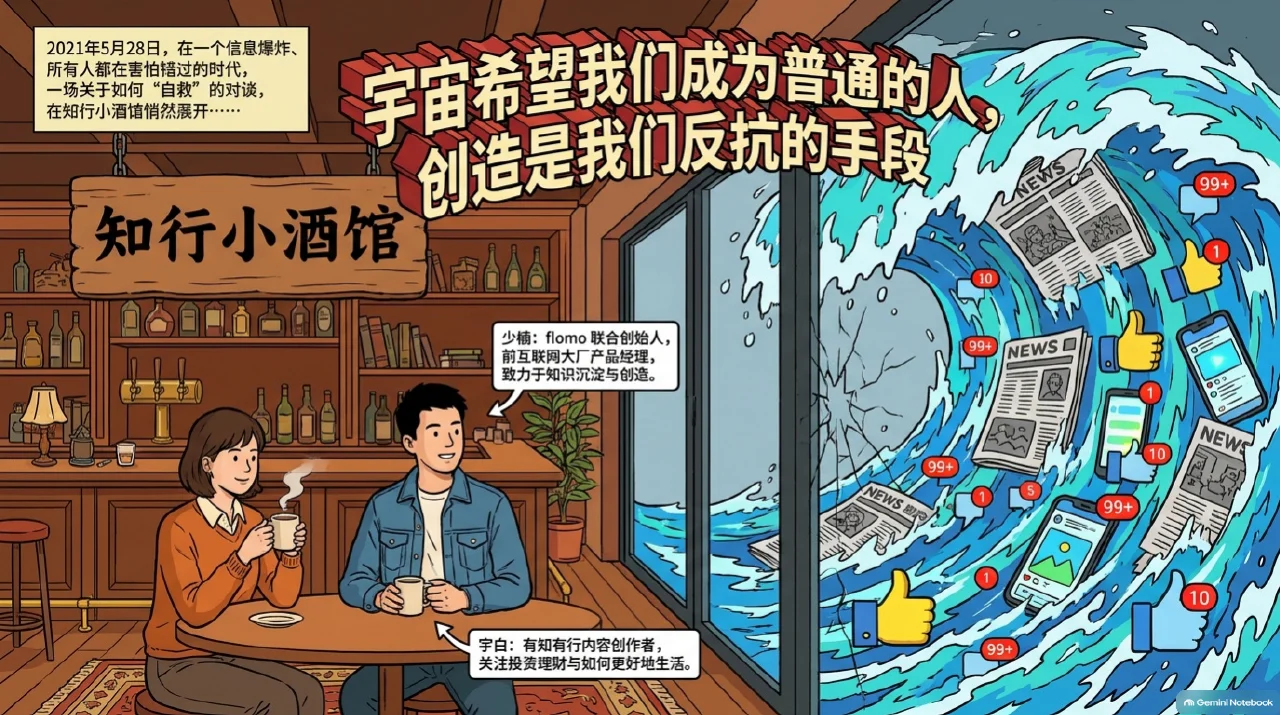 2021年5月28日，在一个信息爆炸、
所有人都在害怕错过的时代，
一场关于如何“自救”的对谈，
在知行小酒馆悄然展开……
宇宙希望我们成为普通的人，
创造是我们反抗的手段
知行小酒馆
少楠：flomo 联合创始人，
前互联网大厂产品经理，
致力于知识沉淀与创造。
宇白：有知有行内容创作者，
关注投资理财与如何更好地生活。
NEWS
99+
1
10
99+
NEWS
1
10
NEWS
99+
1
5
99+
NEWS
1
10
99+
Gemini Notebook